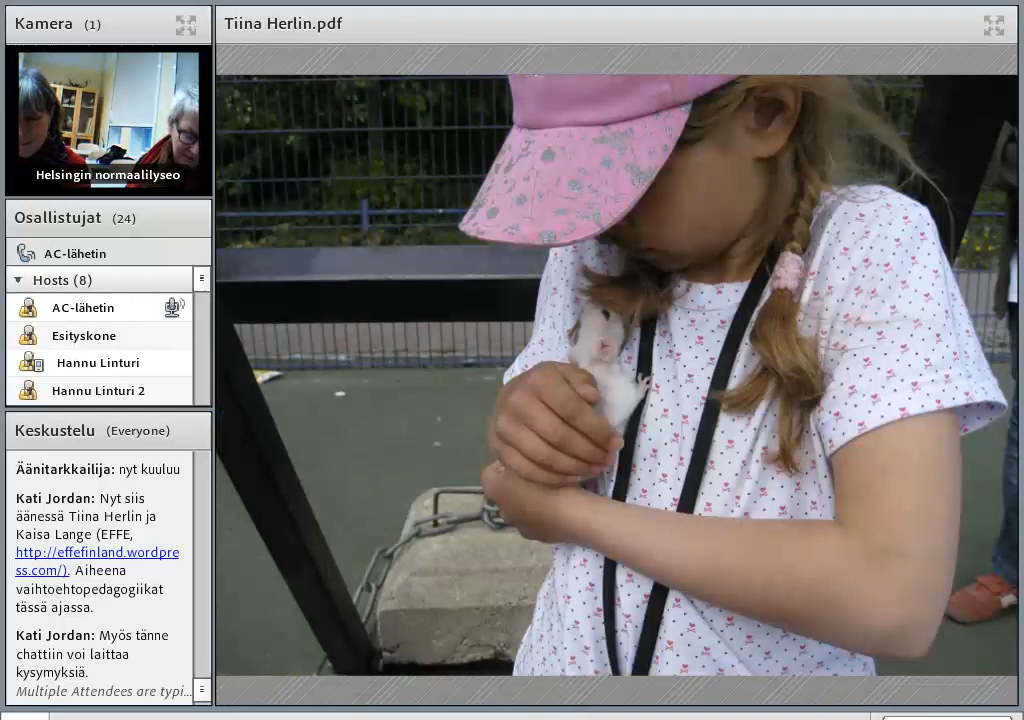 Kamera (1)
Helsingin normaalilyseo
Osallistujat (24)
AC-lähetin
Hosts (8)
AC-lähetin
Esityskone
Hannu Linturi
Hannu Linturi 2
Keskustelu (Everyone)
Äänitarkkailija: nyt kuuluu
Kati Jordan: Nyt siis
äänessä Tiina Herlin ja
Kaisa Lange (EFFE,
http://effefinland.wordpre
ss.com/). Aiheena
vaihtoehtopedagogiikat
tässä ajassa.
Kati Jordan: Myös tänne
chattiin voi laittaa
kysymyksiä.
Multiple Attendees are typi...
Tiina Herlin.pdf